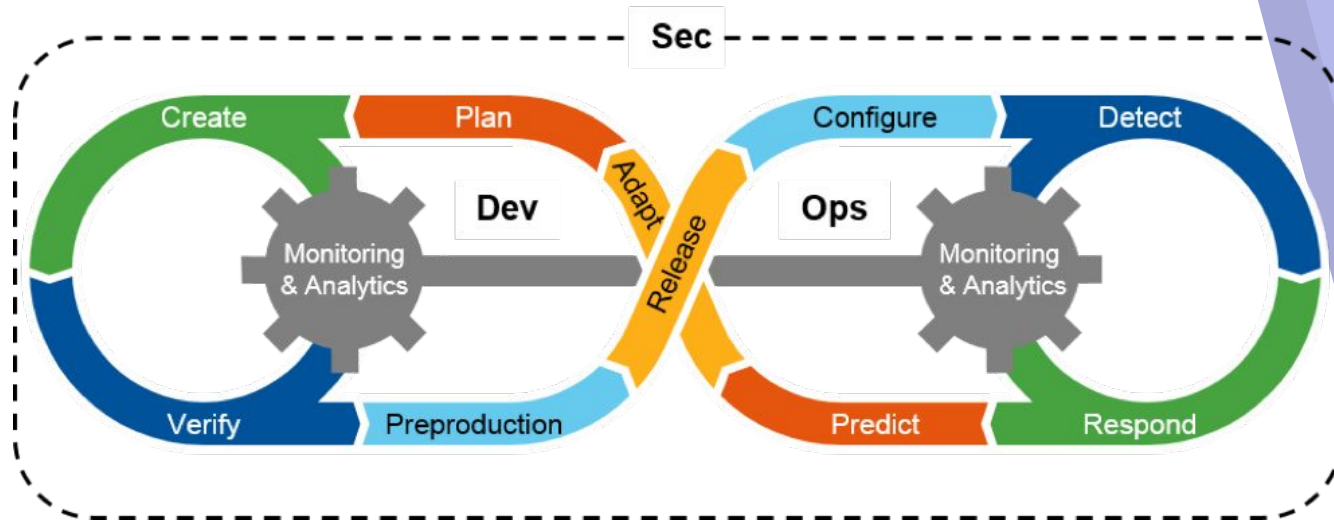 Sec
Create
Plan
Configure
Detect
Adapt
Dev
Ops
Release
Monitoring
& Analytics
Monitoring
& Analytics
Verify
Preproduction
Predict
Respond